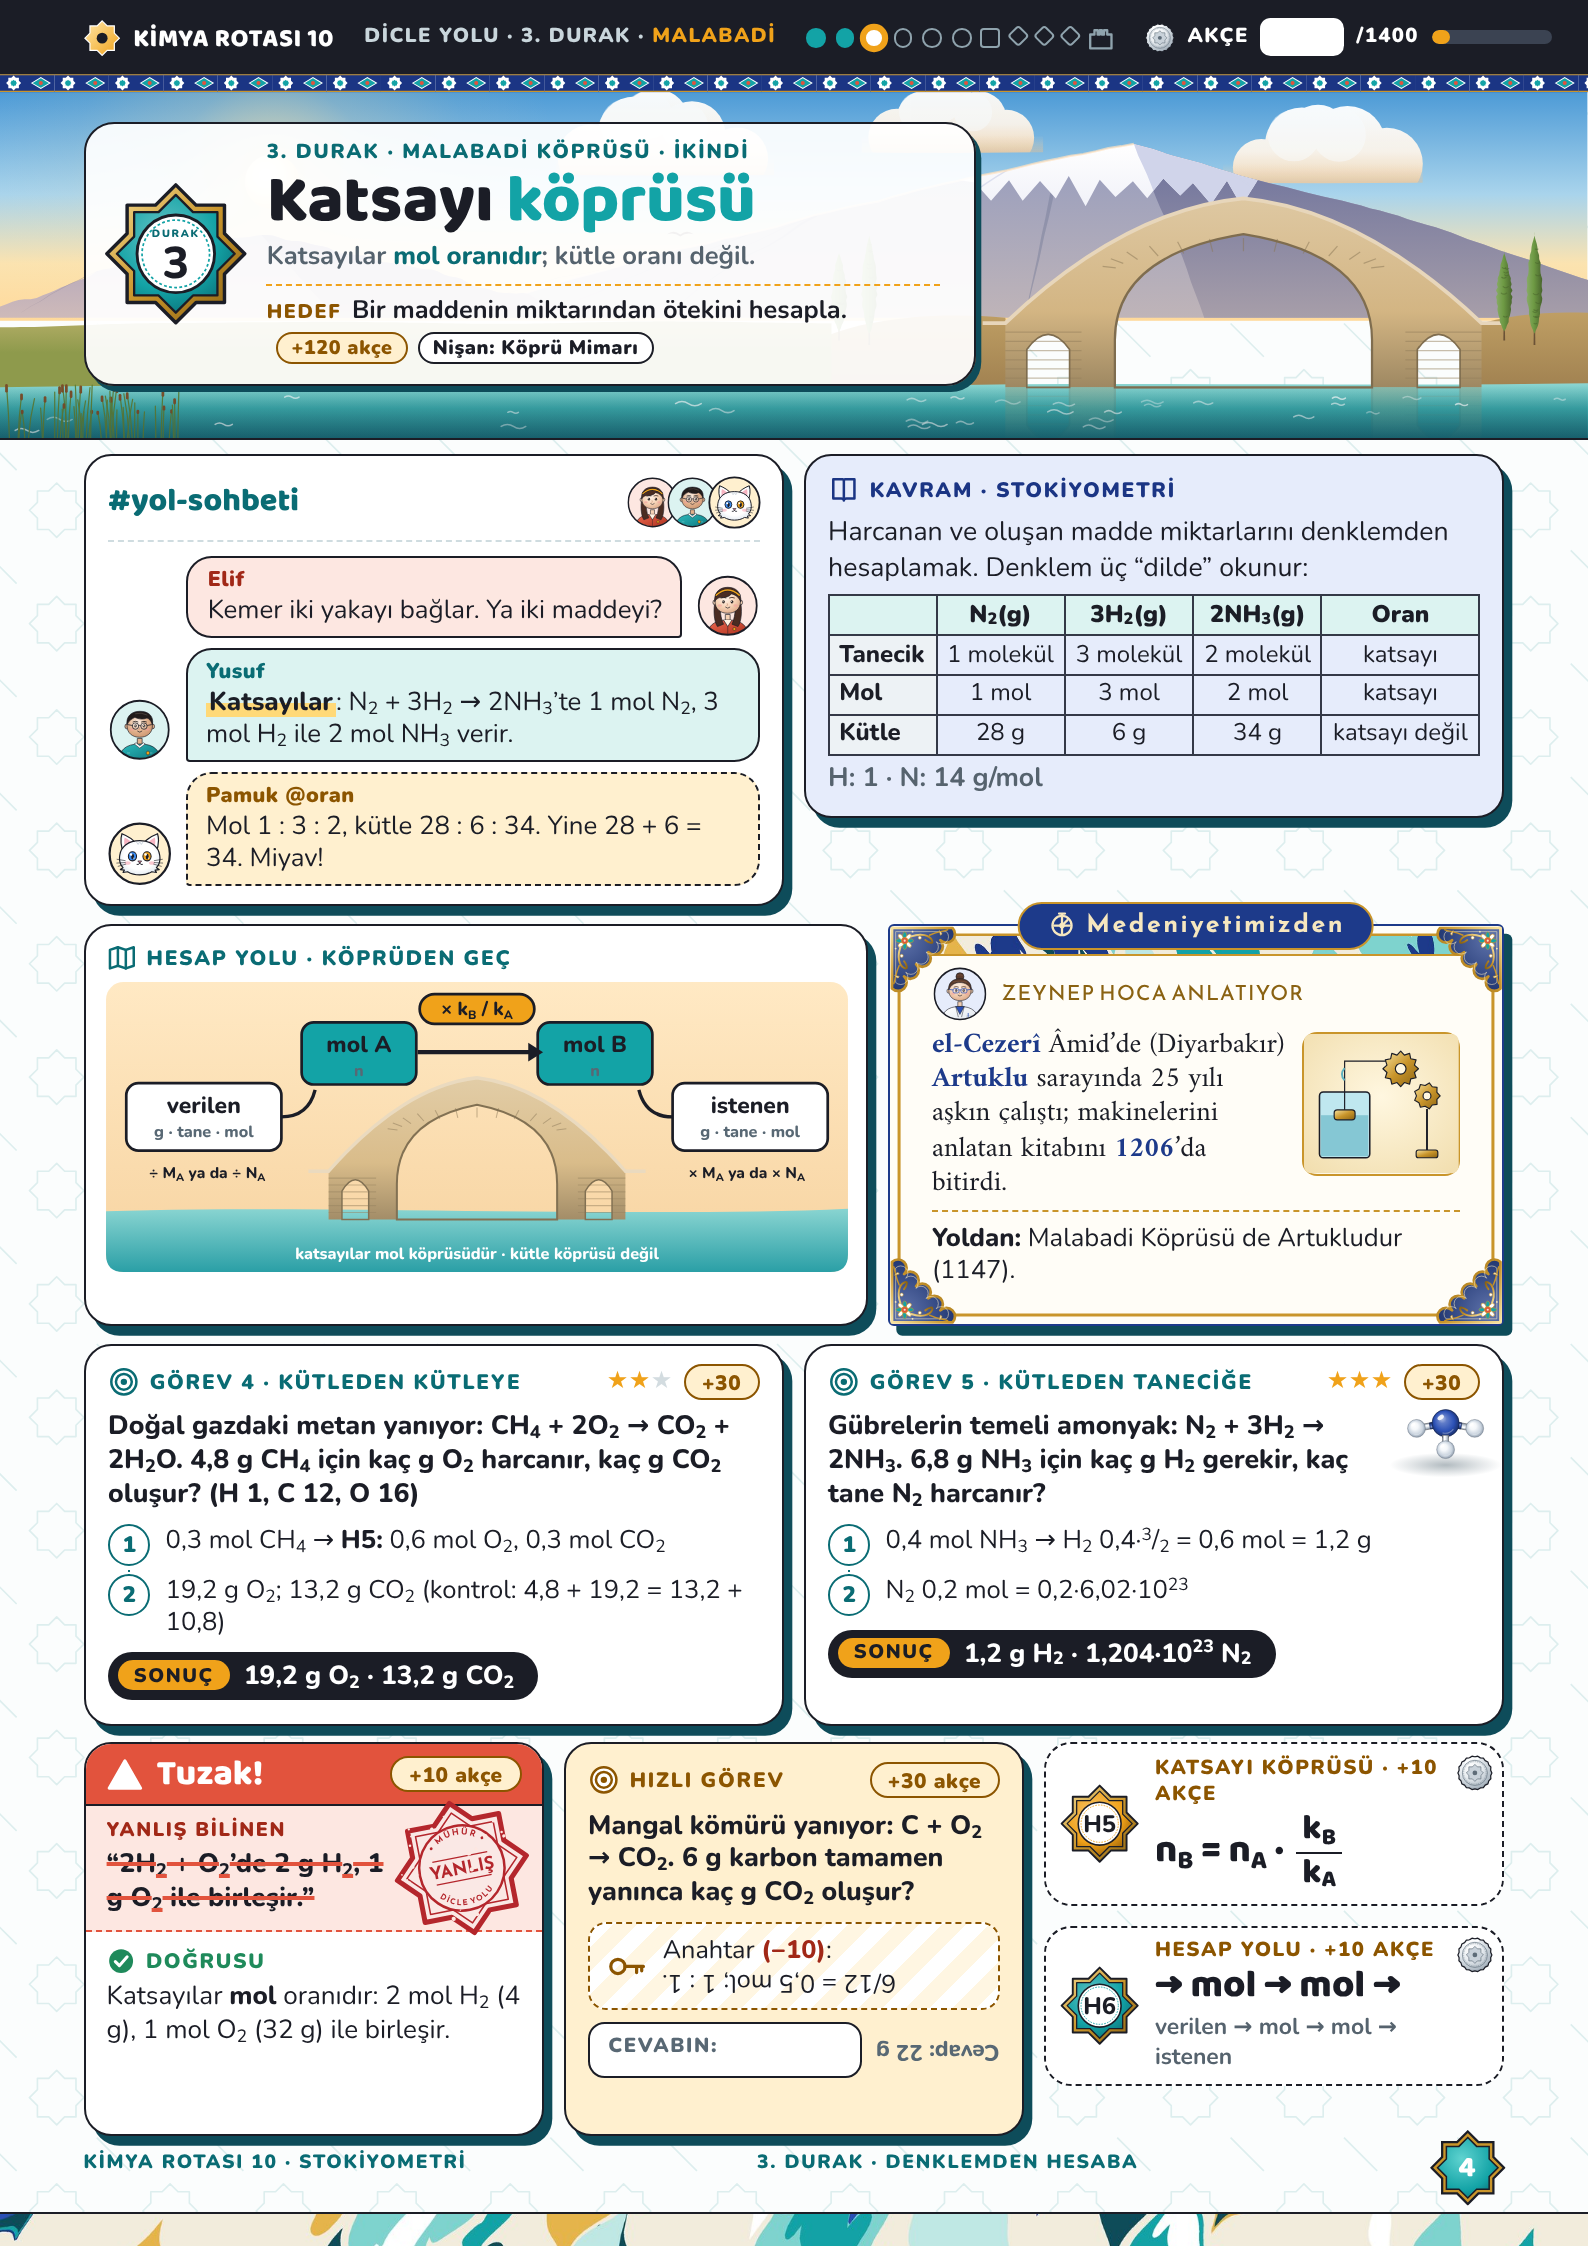 KİMYA ROTASI 10
DİCLE YOLU · 3. DURAK · MALABADİ
AKÇE /1400
3. DURAK · MALABADİ KÖPRÜSÜ · İKİNDİ
DURAK
3
Katsayı köprüsü
Katsayılar mol oranıdır; kütle oranı değil.
HEDEF Bir maddenin miktarından ötekini hesapla.
+120 akçe Nişan: Köprü Mimarı
#yol-sohbeti
Elif
Kemer iki yakayı bağlar. Ya iki maddeyi?
Yusuf
Katsayılar: N₂ + 3H₂ → 2NH₃’te 1 mol N₂, 3
mol H₂ ile 2 mol NH₃ verir.
Pamuk @oran
Mol 1 : 3 : 2, kütle 28 : 6 : 34. Yine 28 + 6 =
34. Miyav!
KAVRAM · STOKİYOMETRİ
Harcanan ve oluşan madde miktarlarını denklemden
hesaplamak. Denklem üç “dilde” okunur:
N₂(g) 3H₂(g) 2NH₃(g) Oran
Tanecik 1 molekül 3 molekül 2 molekül katsayı
Mol 1 mol 3 mol 2 mol katsayı
Kütle 28 g 6 g 34 g katsayı değil
H: 1 · N: 14 g/mol
HESAP YOLU · KÖPRÜDEN GEÇ
× k_B / k_A
mol A
n
mol B
n
verilen
g · tane · mol
istenen
g · tane · mol
÷ M_A ya da ÷ N_A
× M_A ya da × N_A
katsayılar mol köprüsüdür · kütle köprüsü değil
Medeniyetimizden
ZEYNEP HOCA ANLATIYOR
el-Cezerî Âmid’de (Diyarbakır)
Artuklu sarayında 25 yılı
aşkın çalıştı; makinelerini
anlatan kitabını 1206’da
bitirdi.
Yoldan: Malabadi Köprüsü de Artukludur
(1147).
GÖREV 4 · KÜTLEDEN KÜTLEYE ★★★ +30
Doğal gazdaki metan yanıyor: CH₄ + 2O₂ → CO₂ +
2H₂O. 4,8 g CH₄ için kaç g O₂ harcanır, kaç g CO₂
oluşur? (H 1, C 12, O 16)
1 0,3 mol CH₄ → H5: 0,6 mol O₂, 0,3 mol CO₂
2 19,2 g O₂; 13,2 g CO₂ (kontrol: 4,8 + 19,2 = 13,2 +
10,8)
SONUÇ 19,2 g O₂ · 13,2 g CO₂
GÖREV 5 · KÜTLEDEN TANECİĞE ★★★ +30
Gübrelerin temeli amonyak: N₂ + 3H₂ →
2NH₃. 6,8 g NH₃ için kaç g H₂ gerekir, kaç
tane N₂ harcanır?
1 0,4 mol NH₃ → H₂ 0,4·³/₂ = 0,6 mol = 1,2 g
2 N₂ 0,2 mol = 0,2·6,02·10²³
SONUÇ 1,2 g H₂ · 1,204·10²³ N₂
Tuzak! +10 akçe
YANLIŞ BİLİNEN
“2H₂ + O₂’de 2 g H₂, 1
g O₂ ile birleşir.”
MÜHÜR
YANLIŞ
DİCLE YOLU
DOĞRUSU
Katsayılar mol oranıdır: 2 mol H₂ (4
g), 1 mol O₂ (32 g) ile birleşir.
HIZLI GÖREV +30 akçe
Mangal kömürü yanıyor: C + O₂
→ CO₂. 6 g karbon tamamen
yanınca kaç g CO₂ oluşur?
Anahtar (−10):
6/12 = 0,5 mol; 1 : 1.
CEVABIN:
Cevap: 22 g
KATSAYI KÖPRÜSÜ · +10
AKÇE
H5
n_B = n_A · k_B / k_A
HESAP YOLU · +10 AKÇE
H6
→ mol → mol →
verilen → mol → mol →
istenen
KİMYA ROTASI 10 · STOKİYOMETRİ
3. DURAK · DENKLEMDEN HESABA
4